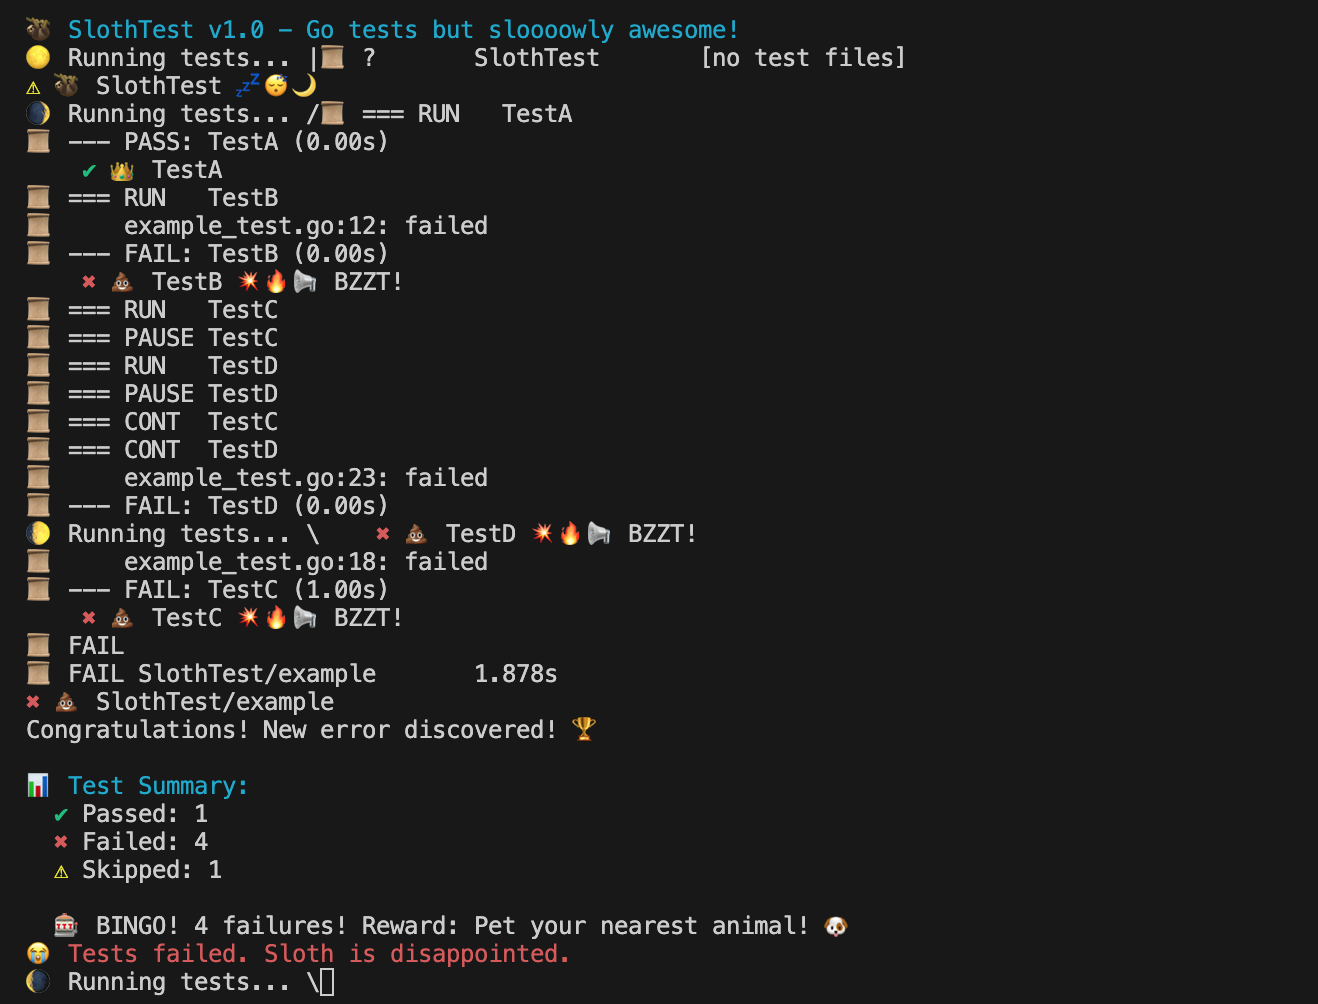 🦥 SlothTest v1.0 – Go tests but sloooowly awesome!
🌕 Running tests... |📜 ?       SlothTest       [no test files]
⚠ 🦥 SlothTest 💤😴🌙
🌘 Running tests... /📜 === RUN   TestA
📜 --- PASS: TestA (0.00s)
    ✔ 👑 TestA
📜 === RUN   TestB
📜     example_test.go:12: failed
📜 --- FAIL: TestB (0.00s)
    ✖ 💩 TestB 💥🔥📢 BZZT!
📜 === RUN   TestC
📜 === PAUSE TestC
📜 === RUN   TestD
📜 === PAUSE TestD
📜 === CONT  TestC
📜 === CONT  TestD
📜     example_test.go:23: failed
📜 --- FAIL: TestD (0.00s)
🌔 Running tests... \    ✖ 💩 TestD 💥🔥📢 BZZT!
📜     example_test.go:18: failed
📜 --- FAIL: TestC (1.00s)
    ✖ 💩 TestC 💥🔥📢 BZZT!
📜 FAIL
📜 FAIL SlothTest/example       1.878s
✖ 💩 SlothTest/example
Congratulations! New error discovered! 🏆
📊 Test Summary:
  ✔ Passed: 1
  ✖ Failed: 4
  ⚠ Skipped: 1
  🎰 BINGO! 4 failures! Reward: Pet your nearest animal! 🐶
😭 Tests failed. Sloth is disappointed.
🌘 Running tests... \